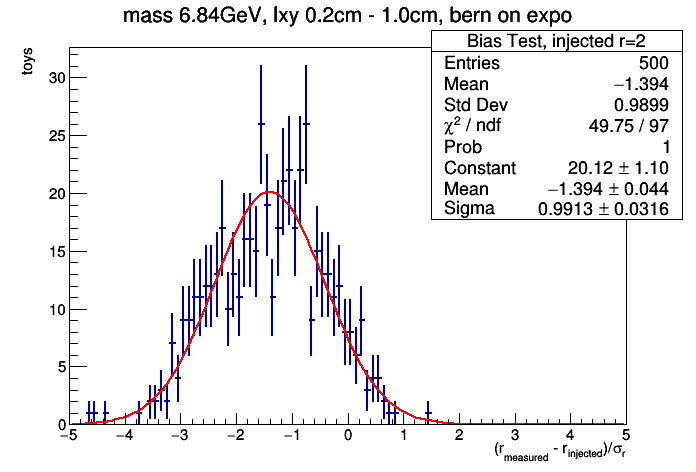 mass 6.84GeV, lxy 0.2cm - 1.0cm, bern on expo
Bias Test, injected r=2
Entries 500
Mean −1.394
Std Dev 0.9899
χ² / ndf 49.75 / 97
Prob 1
Constant 20.12 ± 1.10
Mean −1.394 ± 0.044
Sigma 0.9913 ± 0.0316
toys
30
25
20
15
10
5
0
−5 −4 −3 −2 −1 0 1 2 3 4 5
(r_measured - r_injected)/σ_r